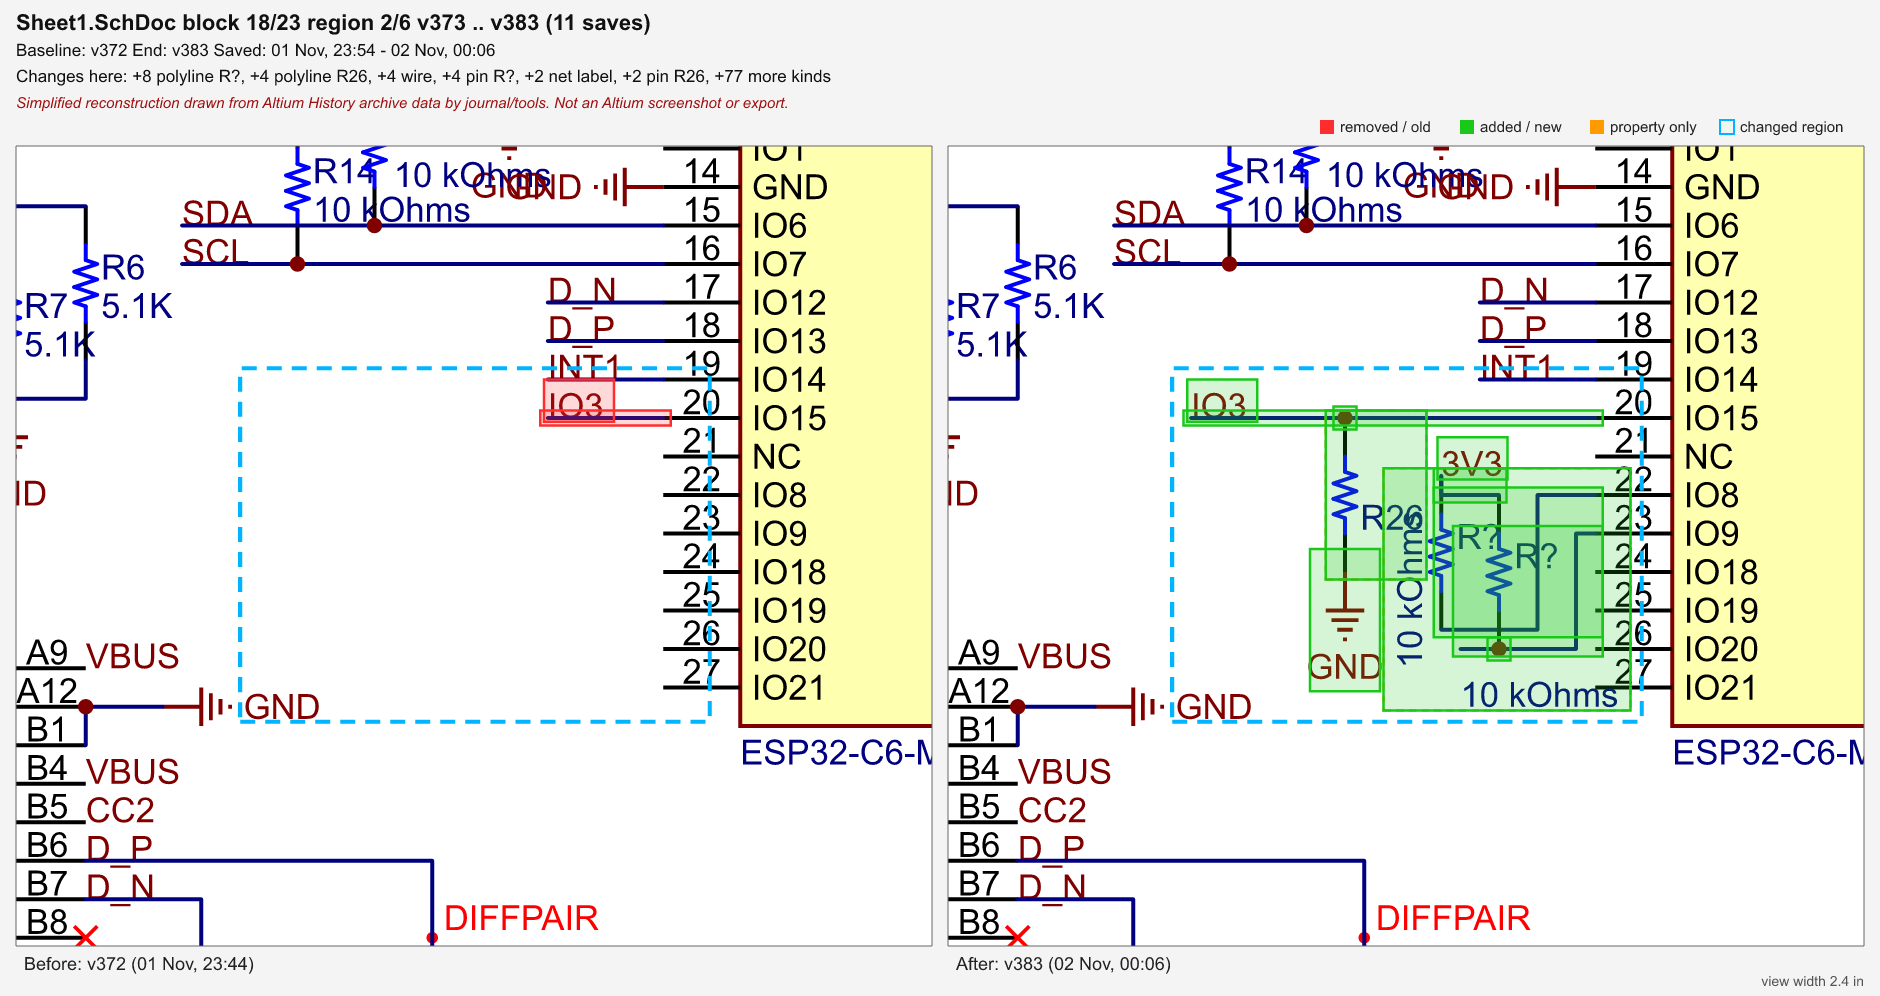 Sheet1.SchDoc block 18/23 region 2/6 v373 .. v383 (11 saves)
Baseline: v372 End: v383 Saved: 01 Nov, 23:54 - 02 Nov, 00:06
Changes here: +8 polyline R?, +4 polyline R26, +4 wire, +4 pin R?, +2 net label, +2 pin R26, +77 more kinds
Simplified reconstruction drawn from Altium History archive data by journal/tools. Not an Altium screenshot or export.
removed / old
added / new
property only
changed region
IO1
R14
10 kOhms
GND
GND
14
GND
10 kOhms
SDA
15
IO6
SCL
16
IO7
R6
D_N
17
IO12
R7
5.1K
D_P
18
IO13
5.1K
INT1
19
IO14
IO3
20
IO15
21
NC
22
IO8
23
IO9
24
IO18
25
IO19
26
IO20
27
IO21
A9
VBUS
A12
GND
B1
ESP32-C6-M
B4
VBUS
B5
CC2
B6
D_P
B7
D_N
B8
DIFFPAIR
Before: v372 (01 Nov, 23:44)
IO1
R14
10 kOhms
GND
GND
14
GND
10 kOhms
SDA
15
IO6
SCL
16
IO7
R6
D_N
17
IO12
R7
5.1K
D_P
18
IO13
5.1K
INT1
19
IO14
IO3
20
IO15
21
NC
3V3
22
IO8
R26
23
IO9
R?
R?
24
IO18
10 kOhms
25
IO19
26
IO20
GND
27
IO21
10 kOhms
A9
VBUS
A12
GND
B1
ESP32-C6-M
B4
VBUS
B5
CC2
B6
D_P
B7
D_N
B8
DIFFPAIR
After: v383 (02 Nov, 00:06)
view width 2.4 in